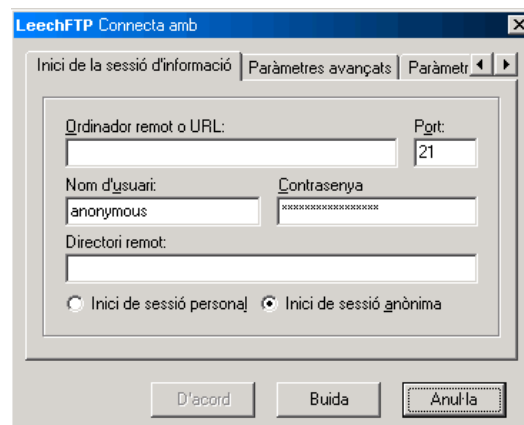 LeechFTP Connecta amb
Inici de la sessió d'informació Paràmetres avançats Paràmetr
Ordinador remot o URL: Port:
21
Nom d'usuari: Contrasenya
anonymous *****************
Directori remot:
Inici de sessió personal Inici de sessió anònima
D'acord Buida Anul·la